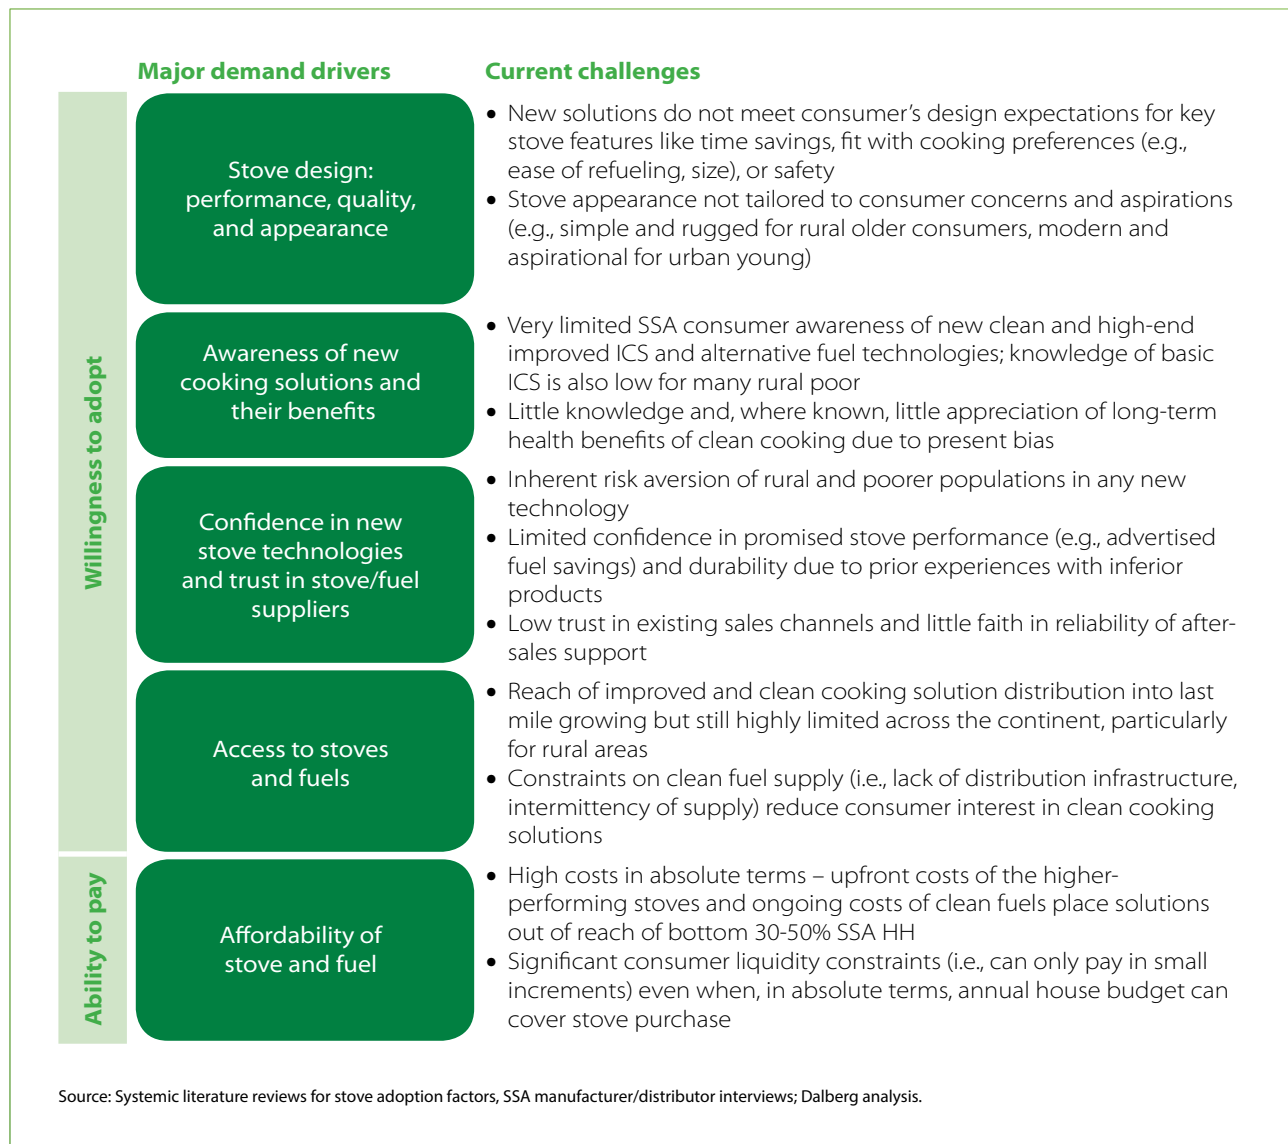 Major demand drivers
Current challenges
Willingness to adopt
Stove design:
performance, quality,
and appearance
• New solutions do not meet consumer’s design expectations for key
stove features like time savings, fit with cooking preferences (e.g.,
ease of refueling, size), or safety
• Stove appearance not tailored to consumer concerns and aspirations
(e.g., simple and rugged for rural older consumers, modern and
aspirational for urban young)
Awareness of new
cooking solutions and
their benefits
• Very limited SSA consumer awareness of new clean and high-end
improved ICS and alternative fuel technologies; knowledge of basic
ICS is also low for many rural poor
• Little knowledge and, where known, little appreciation of long-term
health benefits of clean cooking due to present bias
Confidence in new
stove technologies
and trust in stove/fuel
suppliers
• Inherent risk aversion of rural and poorer populations in any new
technology
• Limited confidence in promised stove performance (e.g., advertised
fuel savings) and durability due to prior experiences with inferior
products
• Low trust in existing sales channels and little faith in reliability of after-
sales support
Access to stoves
and fuels
• Reach of improved and clean cooking solution distribution into last
mile growing but still highly limited across the continent, particularly
for rural areas
• Constraints on clean fuel supply (i.e., lack of distribution infrastructure,
intermittency of supply) reduce consumer interest in clean cooking
solutions
Ability to pay
Affordability of
stove and fuel
• High costs in absolute terms – upfront costs of the higher-
performing stoves and ongoing costs of clean fuels place solutions
out of reach of bottom 30-50% SSA HH
• Significant consumer liquidity constraints (i.e., can only pay in small
increments) even when, in absolute terms, annual house budget can
cover stove purchase
Source: Systemic literature reviews for stove adoption factors, SSA manufacturer/distributor interviews; Dalberg analysis.